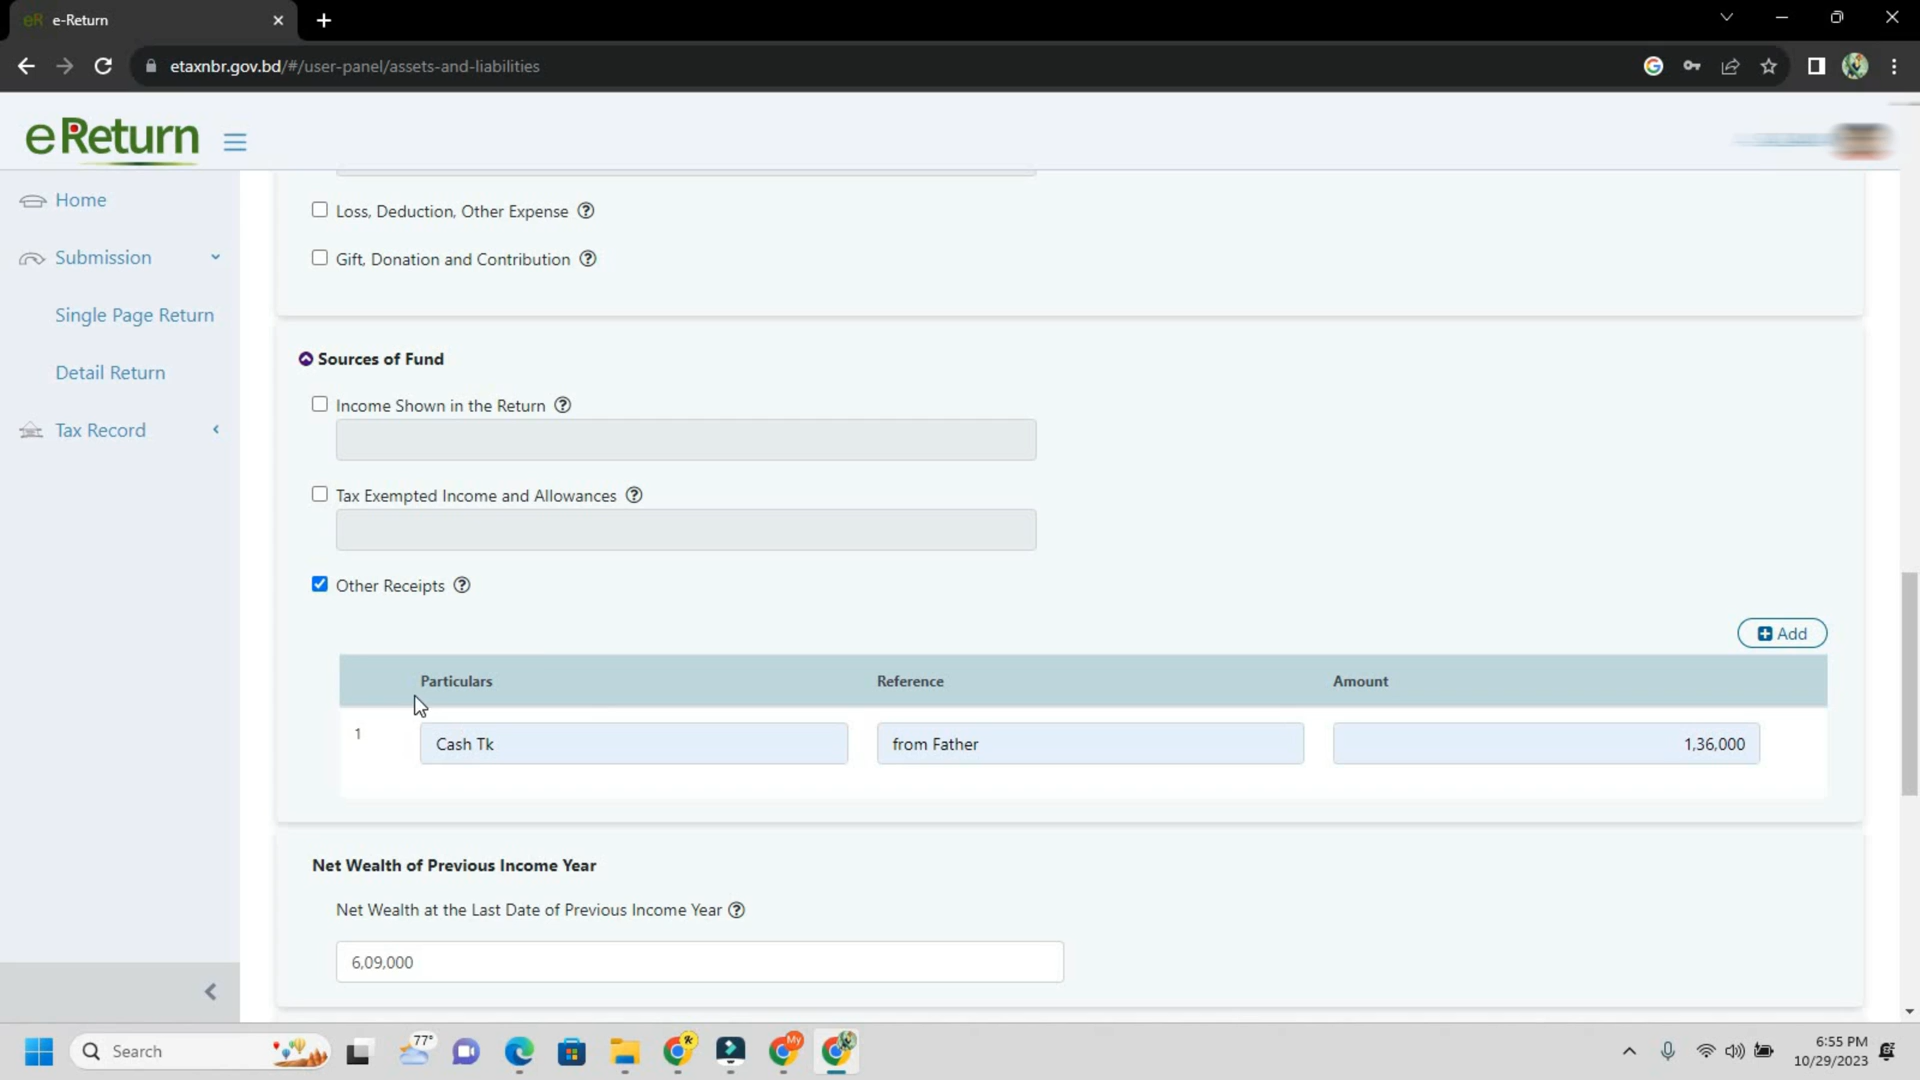 eR e-Return
etaxnbr.gov.bd/#/user-panel/assets-and-liabilities
eReturn
Home
Submission
Single Page Return
Detail Return
Tax Record
Loss, Deduction, Other Expense
Gift, Donation and Contribution
Sources of Fund
Income Shown in the Return
Tax Exempted Income and Allowances
Other Receipts
Add
Particulars Reference Amount
1 Cash Tk from Father 1,36,000
Net Wealth of Previous Income Year
Net Wealth at the Last Date of Previous Income Year
6,09,000
Search
77°
My
6:55 PM
10/29/2023